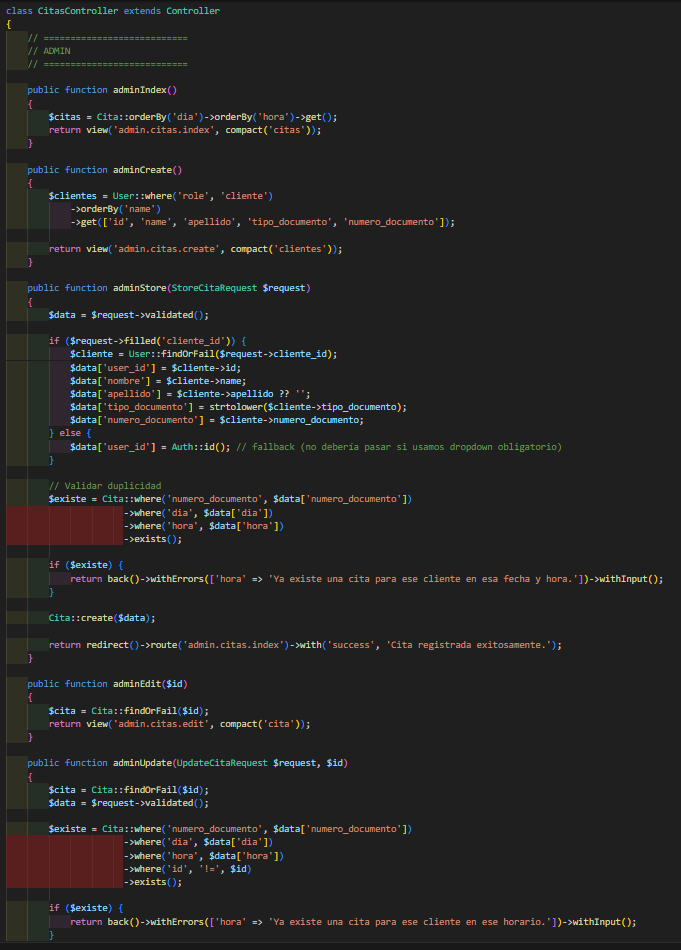 class CitasController extends Controller
{
    // ===========================
    // ADMIN
    // ===========================

    public function adminIndex()
    {
        $citas = Cita::orderBy('dia')->orderBy('hora')->get();
        return view('admin.citas.index', compact('citas'));
    }

    public function adminCreate()
    {
        $clientes = User::where('role', 'cliente')
            ->orderBy('name')
            ->get(['id', 'name', 'apellido', 'tipo_documento', 'numero_documento']);

        return view('admin.citas.create', compact('clientes'));
    }

    public function adminStore(StoreCitaRequest $request)
    {
        $data = $request->validated();

        if ($request->filled('cliente_id')) {
            $cliente = User::findOrFail($request->cliente_id);
            $data['user_id'] = $cliente->id;
            $data['nombre'] = $cliente->name;
            $data['apellido'] = $cliente->apellido ?? '';
            $data['tipo_documento'] = strtolower($cliente->tipo_documento);
            $data['numero_documento'] = $cliente->numero_documento;
        } else {
            $data['user_id'] = Auth::id(); // fallback (no debería pasar si usamos dropdown obligatorio)
        }

        // Validar duplicidad
        $existe = Cita::where('numero_documento', $data['numero_documento'])
                      ->where('dia', $data['dia'])
                      ->where('hora', $data['hora'])
                      ->exists();

        if ($existe) {
            return back()->withErrors(['hora' => 'Ya existe una cita para ese cliente en esa fecha y hora.'])->withInput();
        }

        Cita::create($data);

        return redirect()->route('admin.citas.index')->with('success', 'Cita registrada exitosamente.');
    }

    public function adminEdit($id)
    {
        $cita = Cita::findOrFail($id);
        return view('admin.citas.edit', compact('cita'));
    }

    public function adminUpdate(UpdateCitaRequest $request, $id)
    {
        $cita = Cita::findOrFail($id);
        $data = $request->validated();

        $existe = Cita::where('numero_documento', $data['numero_documento'])
                      ->where('dia', $data['dia'])
                      ->where('hora', $data['hora'])
                      ->where('id', '!=', $id)
                      ->exists();

        if ($existe) {
            return back()->withErrors(['hora' => 'Ya existe una cita para ese cliente en ese horario.'])->withInput();
        }